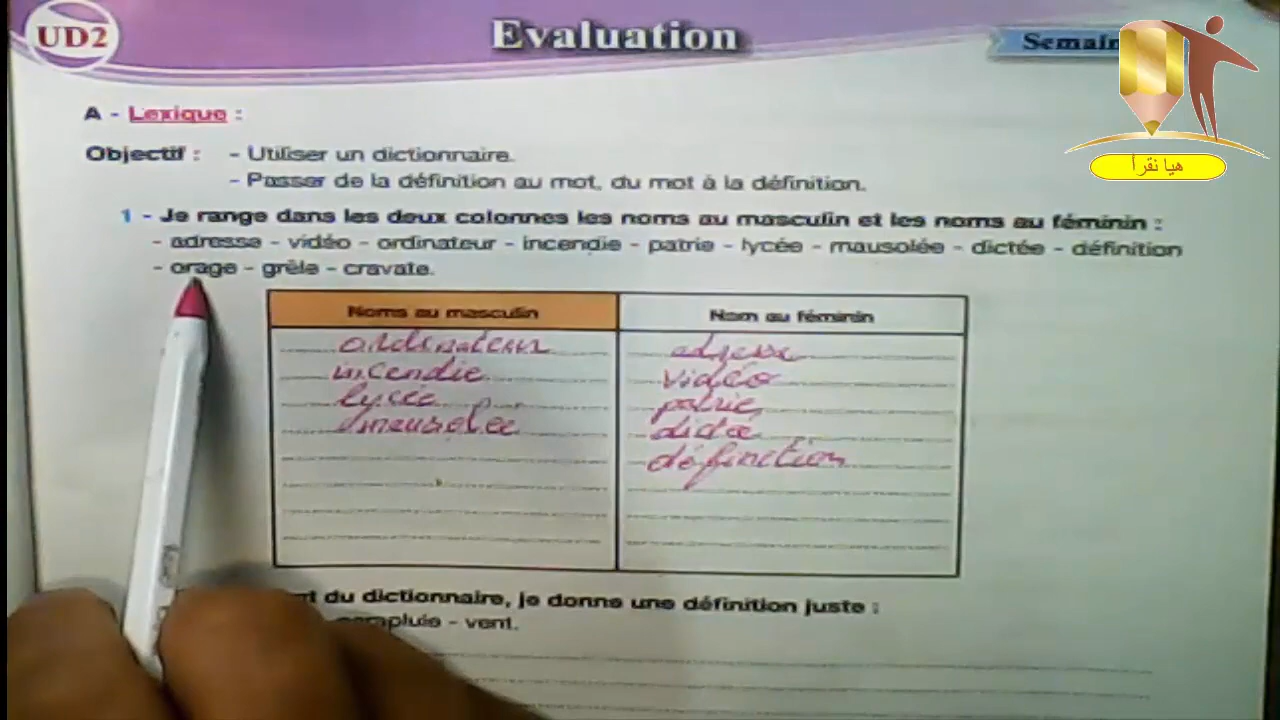 UD2
Evaluation
Semain
هيا نقرأ
A - Lexique :
Objectif : - Utiliser un dictionnaire.
- Passer de la définition au mot, du mot à la définition.
1 - Je range dans les deux colonnes les noms au masculin et les noms au féminin :
- adresse - vidéo - ordinateur - incendie - patrie - lycée - mausolée - dictée - définition
- orage - grêle - cravate.
Noms au masculin Nom au féminin
ordinateur adresse
incendie vidéo
lycée patrie
mausolée dictée
définition
du dictionnaire, je donne une définition juste :
parapluie - vent.